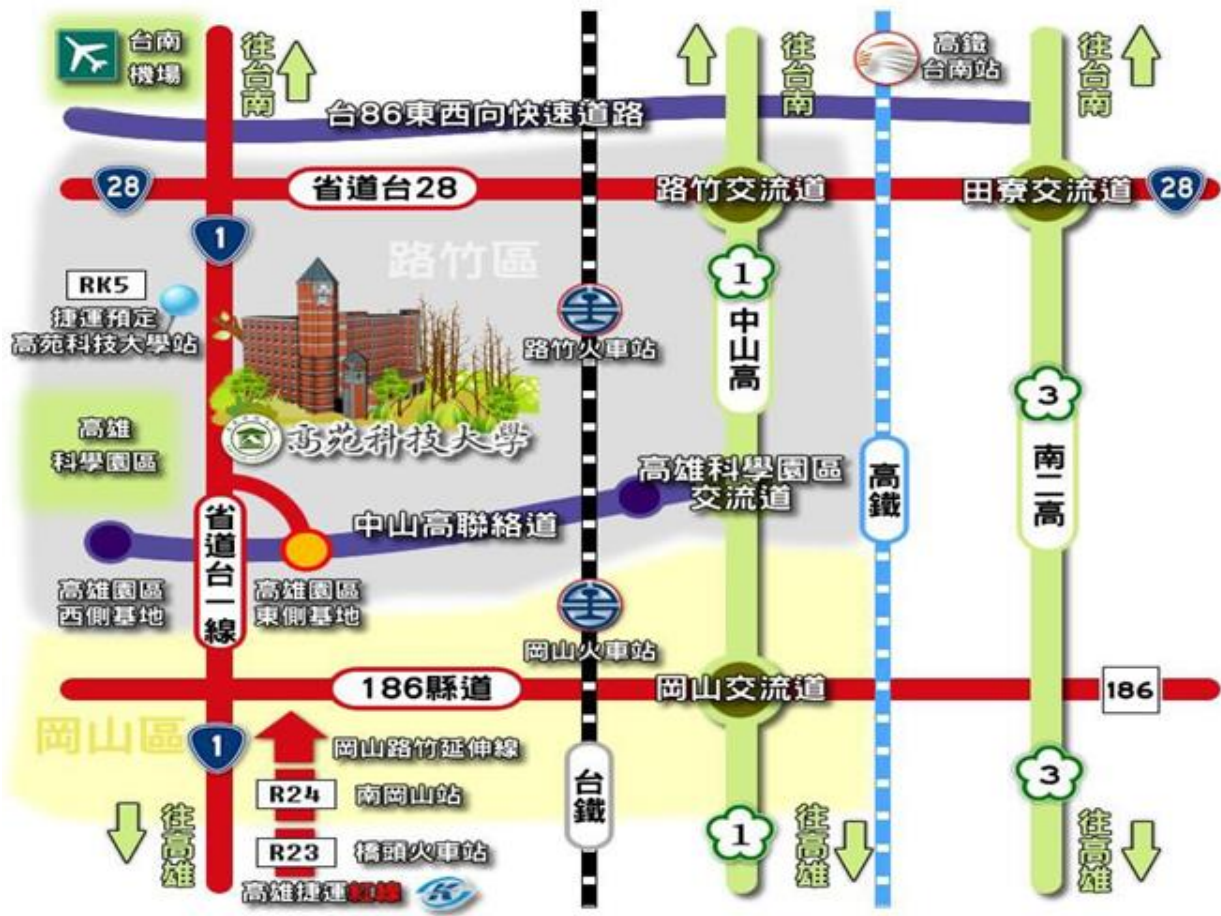 台南
機場
往台南
往台南
高鐵
台南站
往台南
台86東西向快速道路
28
省道台28
路竹交流道
田寮交流道
28
1
路竹區
1
RK5
捷運預定
高苑科技大學站
路竹火車站
中山高
3
高雄
科學園區
高苑科技大學
高雄科學園區
交流道
高鐵
南二高
省道台一線
中山高聯絡道
高雄園區
西側基地
高雄園區
東側基地
岡山火車站
186縣道
岡山交流道
186
岡山區
1
岡山路竹延伸線
3
R24
南岡山站
台鐵
1
往高雄
往高雄
往高雄
R23
橋頭火車站
高雄捷運紅線